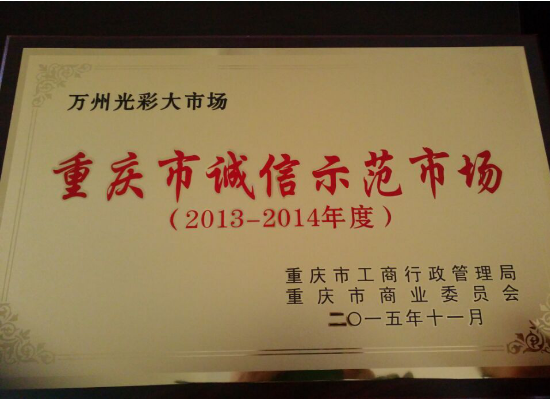 万州光彩大市场
重庆市诚信示范市场
(2013-2014年度)
重庆市工商行政管理局
重庆市商业委员会
二〇一五年十一月